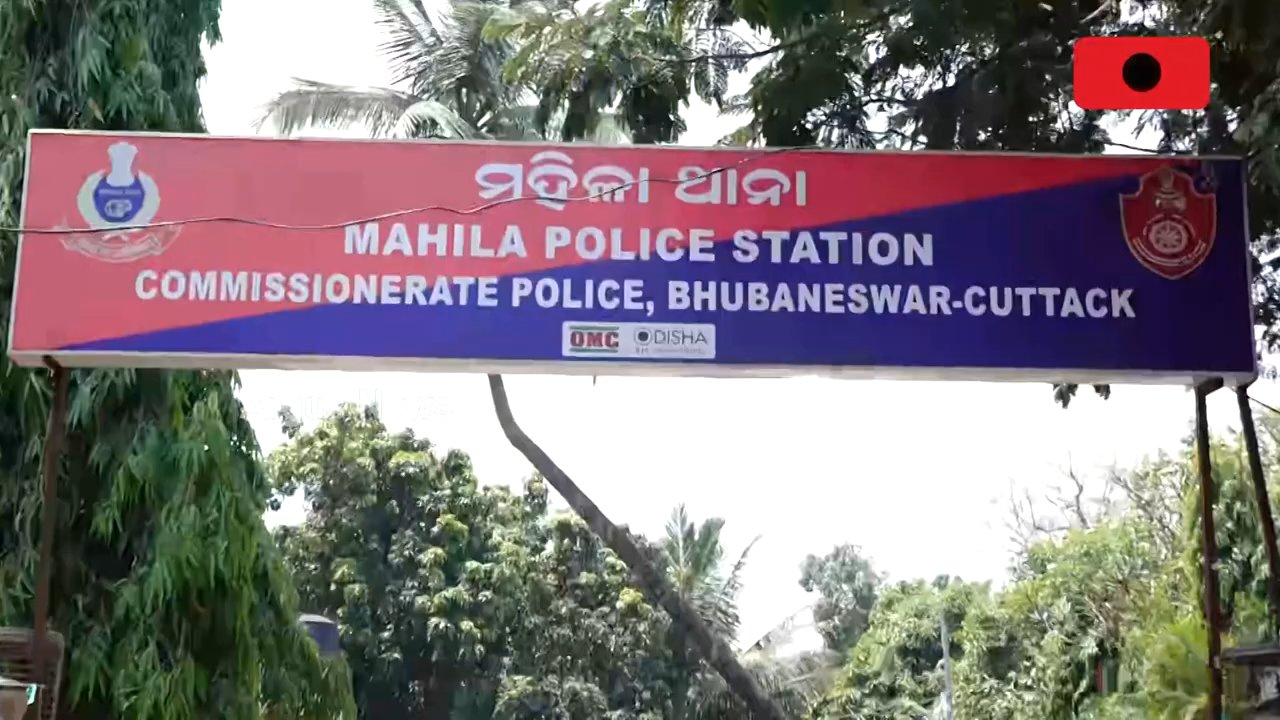 ମହିଳା ଥାନା
MAHILA POLICE STATION
COMMISSIONERATE POLICE, BHUBANESWAR-CUTTACK
OMC ODISHA